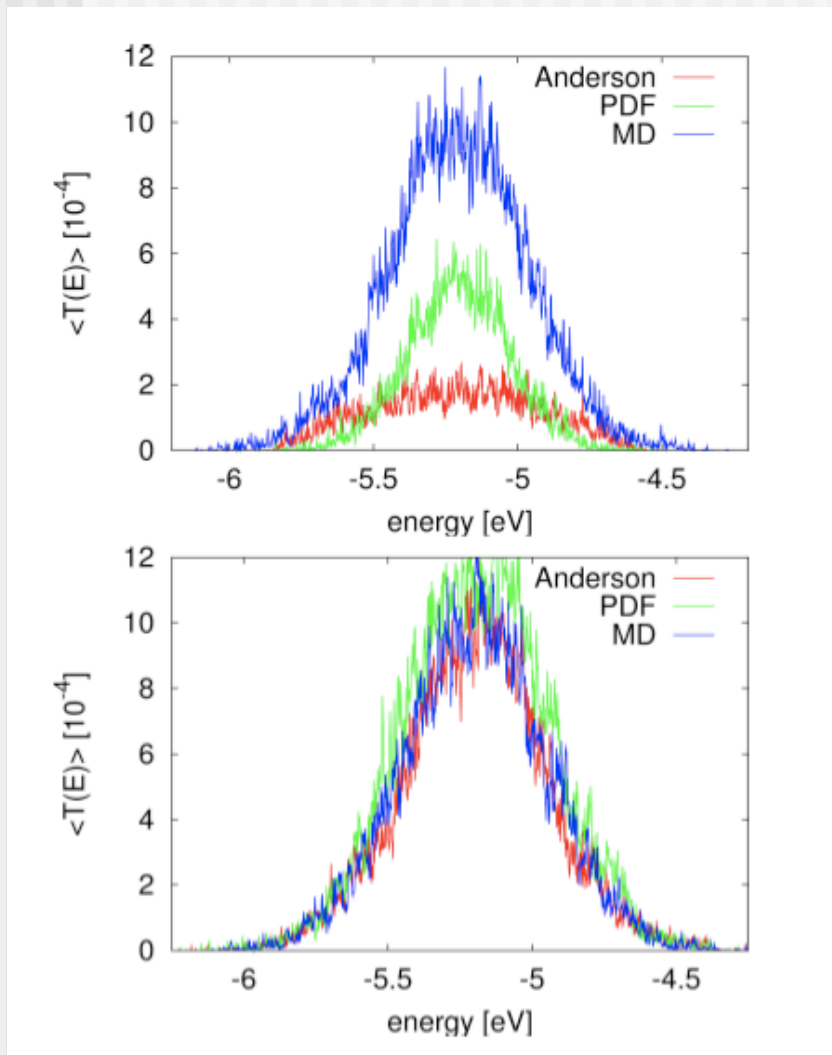 12
10
8
6
4
2
0
<T(E)> [10^-4]
Anderson
PDF
MD
-6
-5.5
-5
-4.5
energy [eV]
12
10
8
6
4
2
0
<T(E)> [10^-4]
Anderson
PDF
MD
-6
-5.5
-5
-4.5
energy [eV]